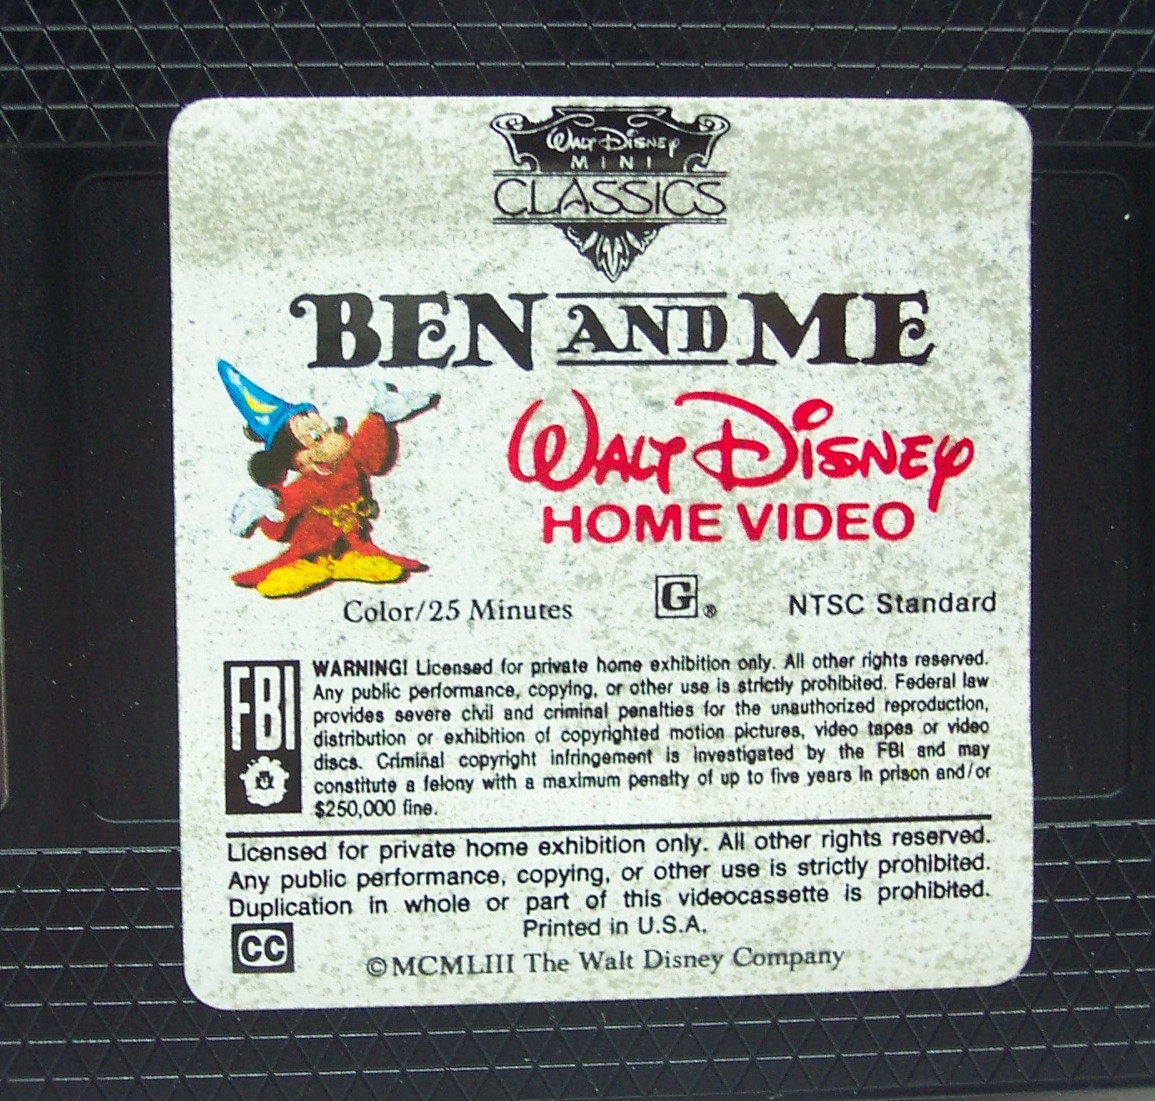 WALT DISNEY
MINI
CLASSICS
BEN AND ME
WALT DISNEY
HOME VIDEO
Color/25 Minutes G ® NTSC Standard
FBI
WARNING! Licensed for private home exhibition only. All other rights reserved.
Any public performance, copying, or other use is strictly prohibited. Federal law
provides severe civil and criminal penalties for the unauthorized reproduction,
distribution or exhibition of copyrighted motion pictures, video tapes or video
discs. Criminal copyright infringement is investigated by the FBI and may
constitute a felony with a maximum penalty of up to five years in prison and/or
$250,000 fine.
Licensed for private home exhibition only. All other rights reserved.
Any public performance, copying, or other use is strictly prohibited.
Duplication in whole or part of this videocassette is prohibited.
Printed in U.S.A.
CC
©MCMLIII The Walt Disney Company